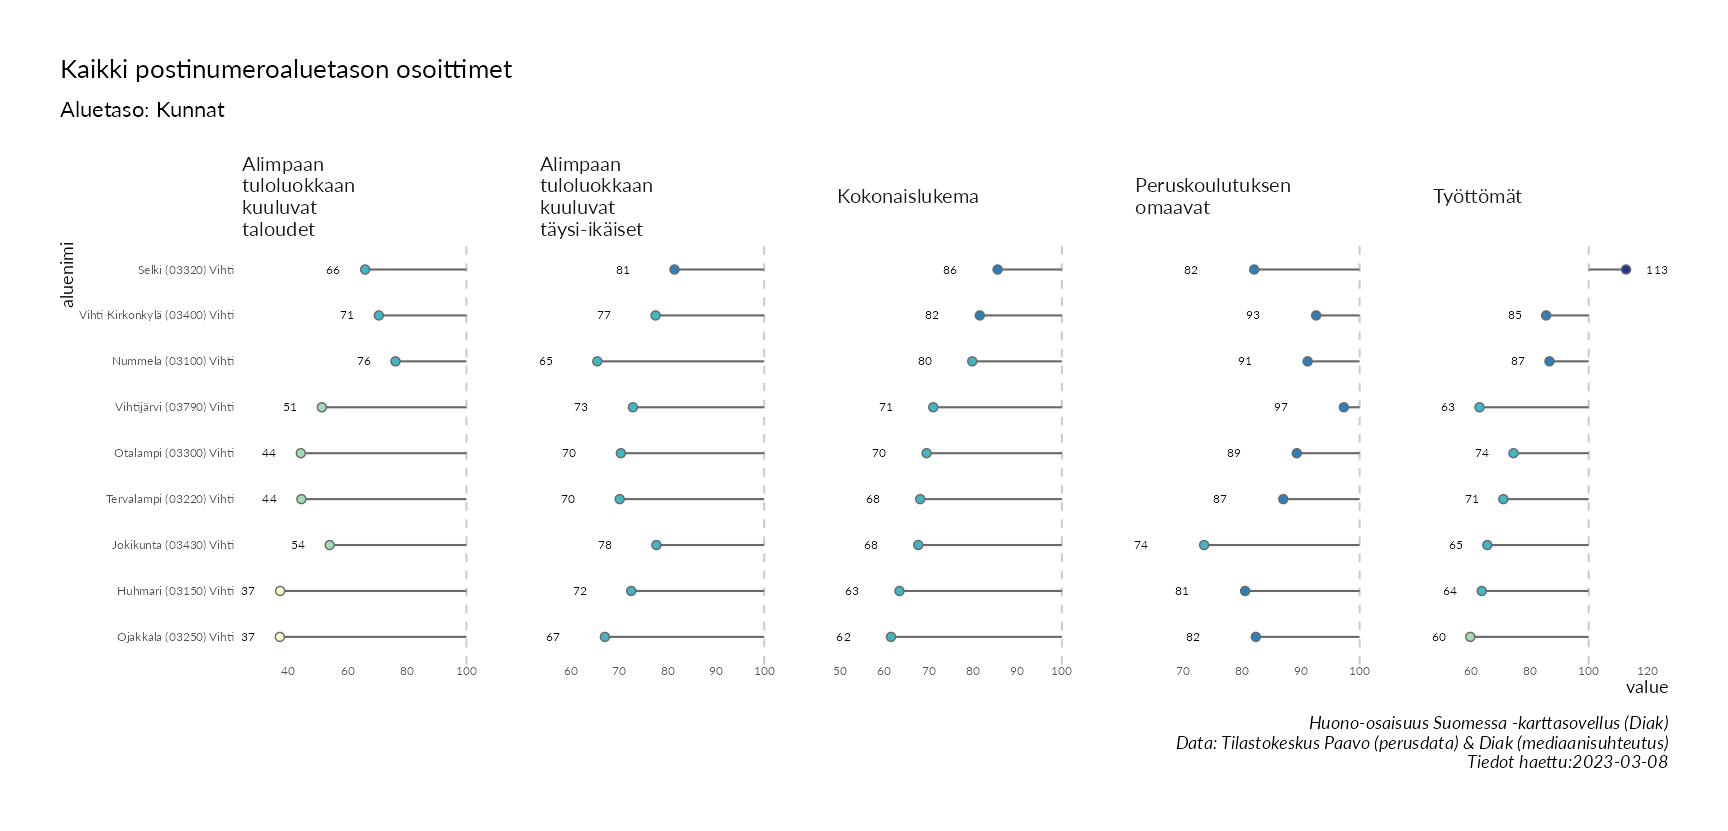 Kaikki postinumeroaluetason osoittimet
Aluetaso: Kunnat
Alimpaan
tuloluokkaan
kuuluvat
taloudet
Alimpaan
tuloluokkaan
kuuluvat
täysi-ikäiset
Kokonaislukema
Peruskoulutuksen
omaavat
Työttömät
aluenimi
Selki (03320) Vihti 66 81 86 82 113
Vihti Kirkonkylä (03400) Vihti 71 77 82 93 85
Nummela (03100) Vihti 76 65 80 91 87
Vihtijärvi (03790) Vihti 51 73 71 97 63
Otalampi (03300) Vihti 44 70 70 89 74
Tervalampi (03220) Vihti 44 70 68 87 71
Jokikunta (03430) Vihti 54 78 68 74 65
Huhmari (03150) Vihti 37 72 63 81 64
Ojakkala (03250) Vihti 37 67 62 82 60
40 60 80 100 60 70 80 90 100 50 60 70 80 90 100 70 80 90 100 60 80 100 120
value
Huono-osaisuus Suomessa -karttasovellus (Diak)
Data: Tilastokeskus Paavo (perusdata) & Diak (mediaanisuhteutus)
Tiedot haettu:2023-03-08